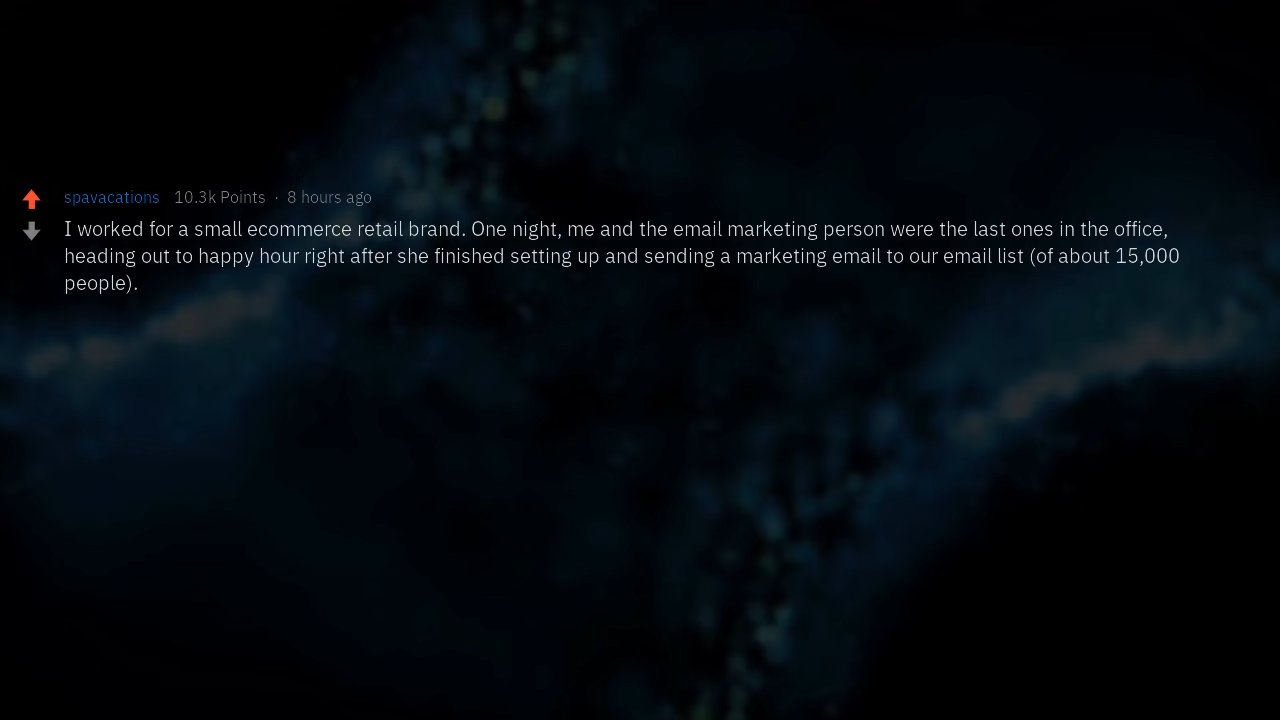 spavacations 10.3k Points · 8 hours ago
I worked for a small ecommerce retail brand. One night, me and the email marketing person were the last ones in the office,
heading out to happy hour right after she finished setting up and sending a marketing email to our email list (of about 15,000
people).